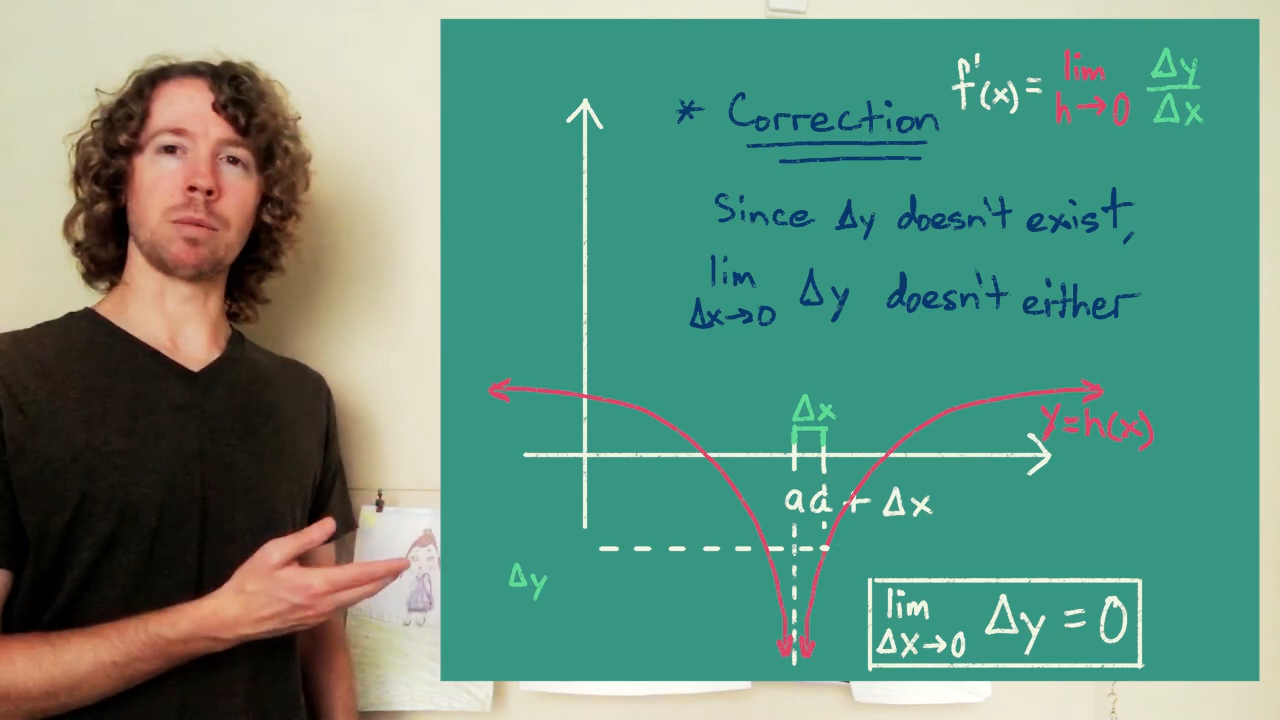 f'(x) = lim h→0 Δy/Δx
* Correction
Since Δy doesn't exist,
lim Δx→0 Δy doesn't either
Δx
y=h(x)
a a + Δx
Δy
lim Δx→0 Δy = 0